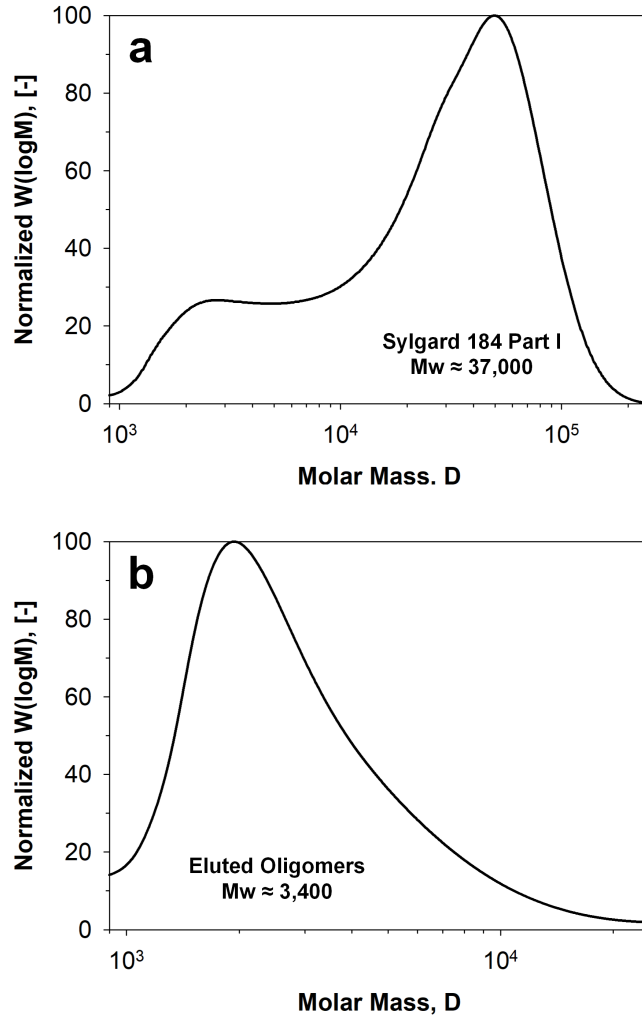 a
Normalized W(logM), [-]
100
80
60
40
20
0
Sylgard 184 Part I
Mw ≈ 37,000
10³
10⁴
10⁵
Molar Mass. D
b
Normalized W(logM), [-]
100
80
60
40
20
0
Eluted Oligomers
Mw ≈ 3,400
10³
10⁴
Molar Mass, D